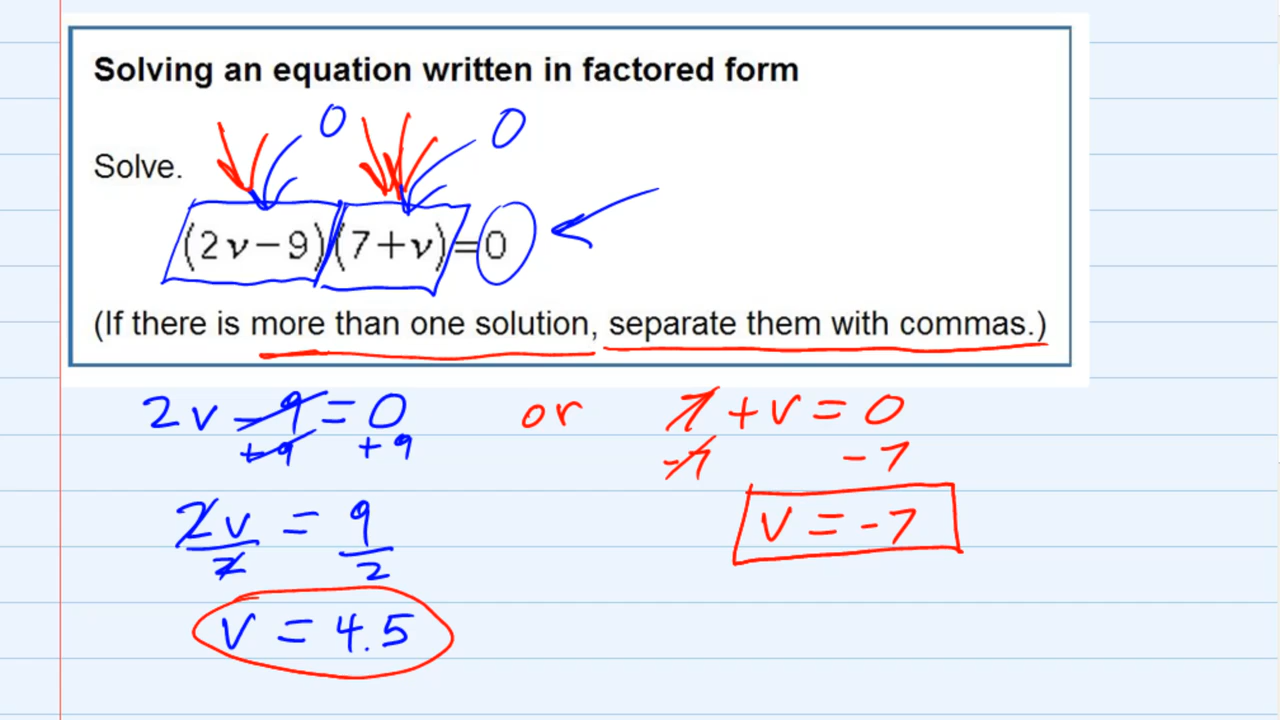 Solving an equation written in factored form
0 0
Solve.
(2v−9)(7+v)=0
(If there is more than one solution, separate them with commas.)
2v − 9 = 0 or 7 + v = 0
+9 +9 −7 −7
2v/2 = 9/2
v = −7
v = 4.5